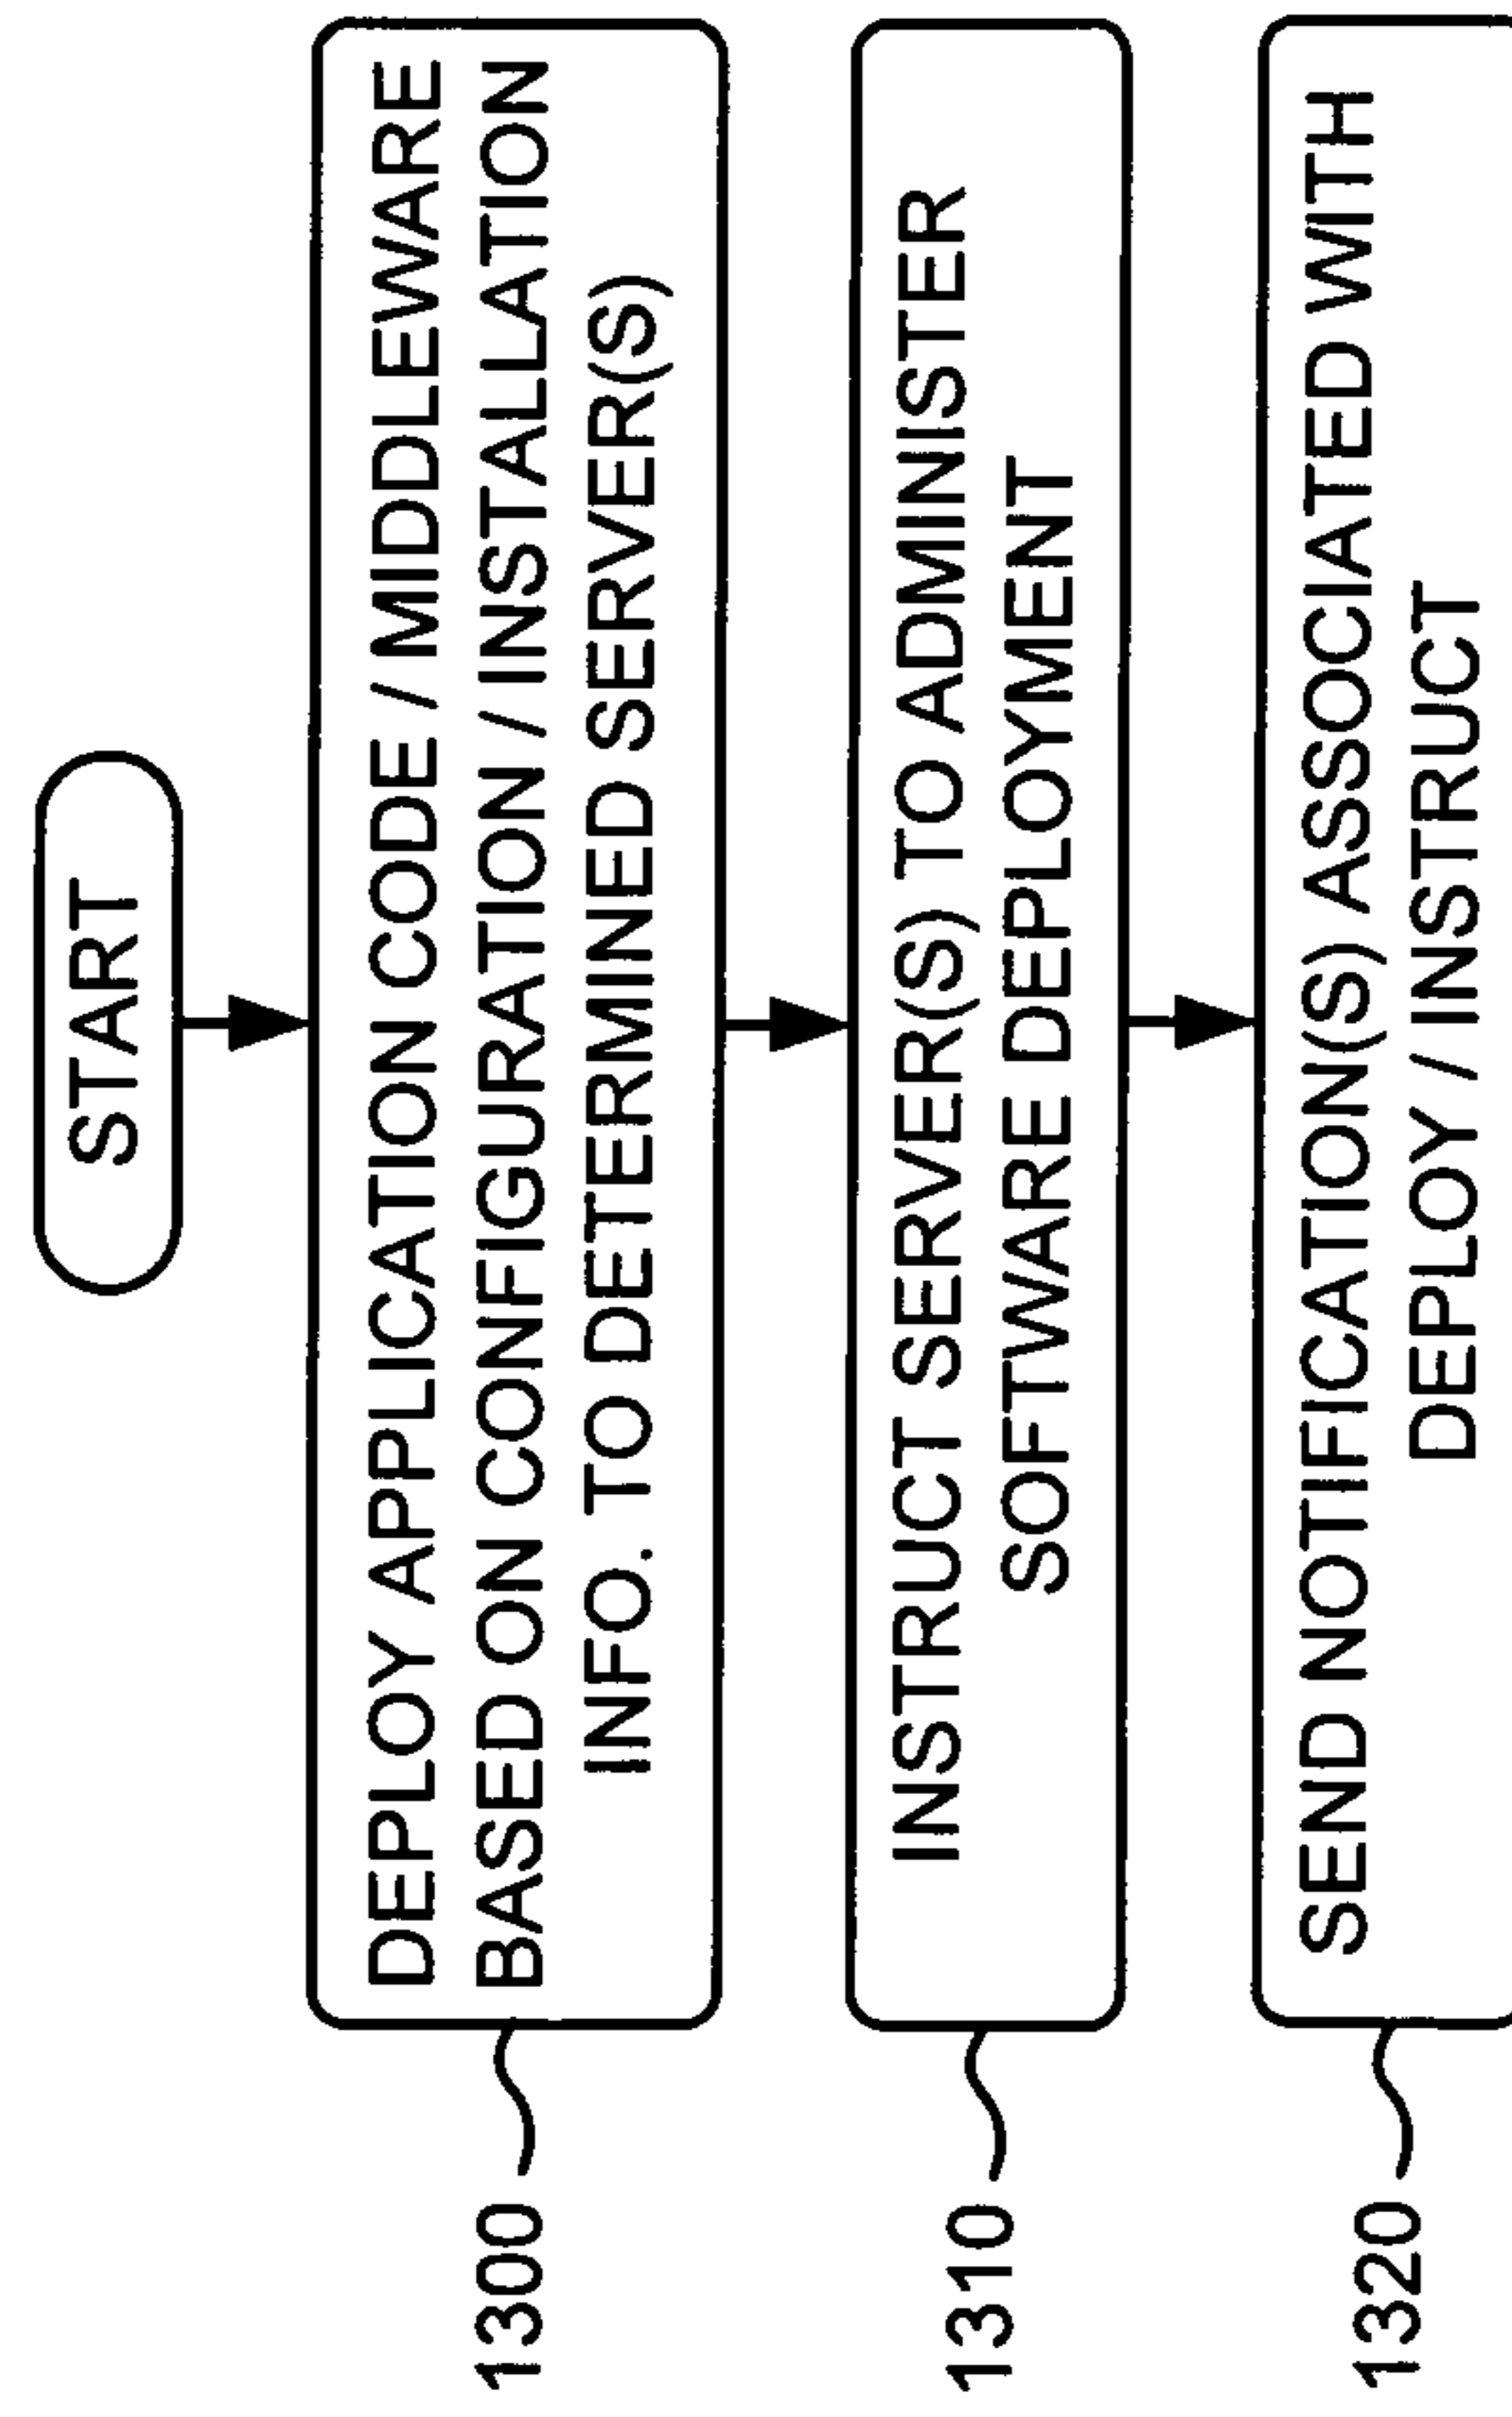 START
DEPLOY APPLICATION CODE / MIDDLEWARE
BASED ON CONFIGURATION / INSTALLATION
INFO. TO DETERMINED SERVER(S)
1300
INSTRUCT SERVER(S) TO ADMINISTER
SOFTWARE DEPLOYMENT
1310
SEND NOTIFICATION(S) ASSOCIATED WITH
DEPLOY / INSTRUCT
1320